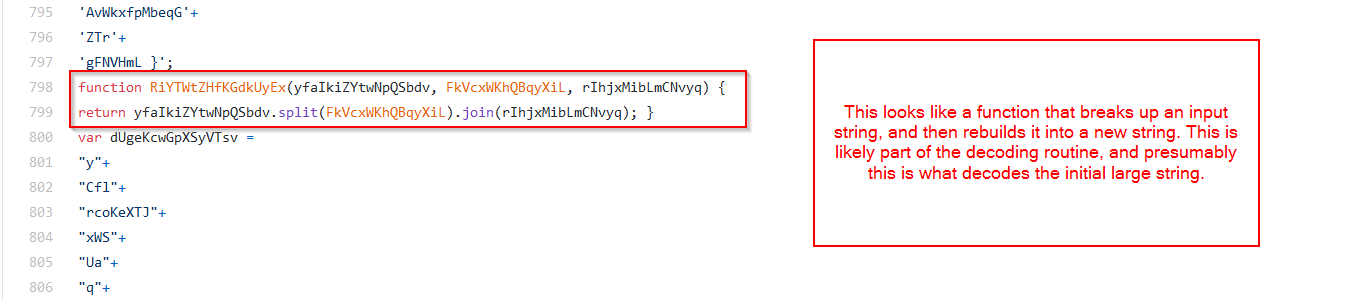 795 'AvWkxfpMbeqG'+
796 'ZTr'+
797 'gFNVHmL }';
798 function RiYTWtZHfKGdkUyEx(yfaIkiZYtwNpQSbdv, FkVcxWKhQBqyXiL, rIhjxMibLmCNvyq) {
799 return yfaIkiZYtwNpQSbdv.split(FkVcxWKhQBqyXiL).join(rIhjxMibLmCNvyq); }
800 var dUgeKcwGpXSyVTsv =
801 "y"+
802 "Cfl"+
803 "rcoKeXTJ"+
804 "xWS"+
805 "Ua"+
806 "q"+
This looks like a function that breaks up an input
string, and then rebuilds it into a new string. This is
likely part of the decoding routine, and presumably
this is what decodes the initial large string.